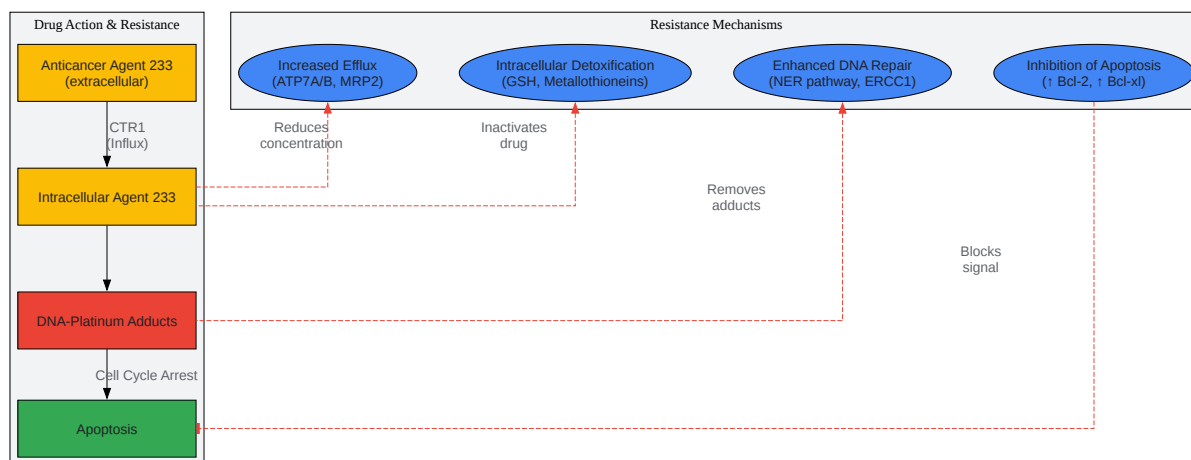 Drug Action & Resistance
Anticancer Agent 233
(extracellular)
CTR1
(Influx)
Intracellular Agent 233
DNA-Platinum Adducts
Cell Cycle Arrest
Apoptosis
Resistance Mechanisms
Increased Efflux
(ATP7A/B, MRP2)
Intracellular Detoxification
(GSH, Metallothioneins)
Enhanced DNA Repair
(NER pathway, ERCC1)
Inhibition of Apoptosis
(↑ Bcl-2, ↑ Bcl-xl)
Reduces
concentration
Inactivates
drug
Removes
adducts
Blocks
signal